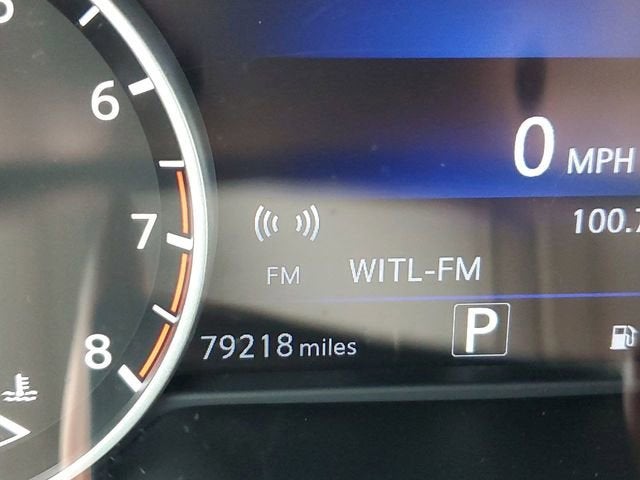 6
7
8
0 MPH
100.7
FM
WITL-FM
P
79218 miles